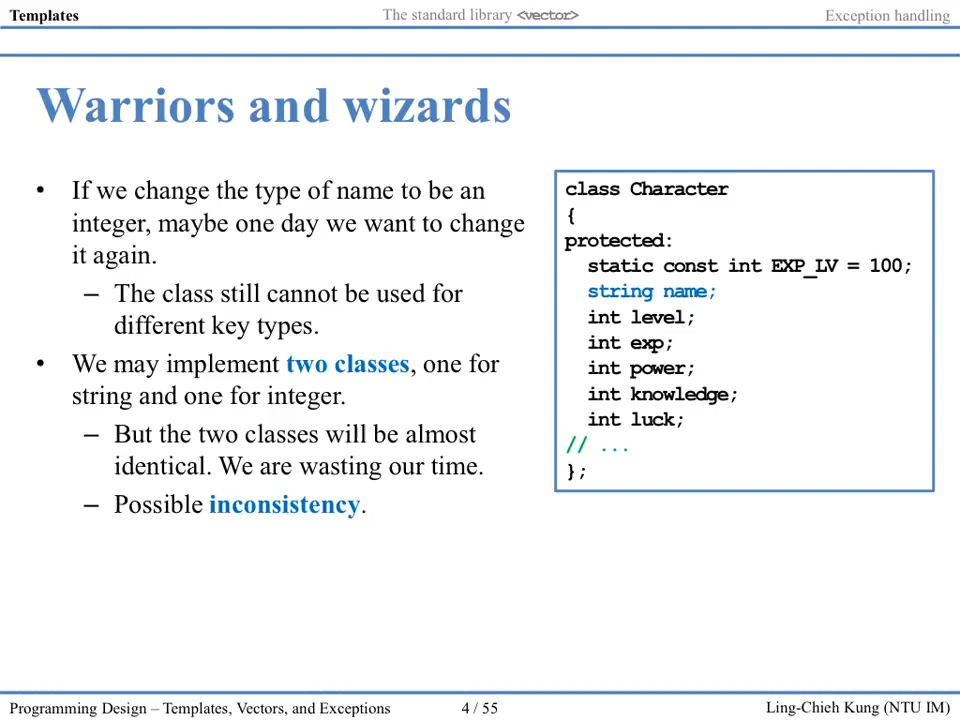 Templates
The standard library <vector>
Exception handling
Warriors and wizards
• If we change the type of name to be an
integer, maybe one day we want to change
it again.
– The class still cannot be used for
different key types.
• We may implement two classes, one for
string and one for integer.
– But the two classes will be almost
identical. We are wasting our time.
– Possible inconsistency.
class Character
{
protected:
  static const int EXP_LV = 100;
  string name;
  int level;
  int exp;
  int power;
  int knowledge;
  int luck;
// ...
};
Programming Design – Templates, Vectors, and Exceptions
4 / 55
Ling-Chieh Kung (NTU IM)